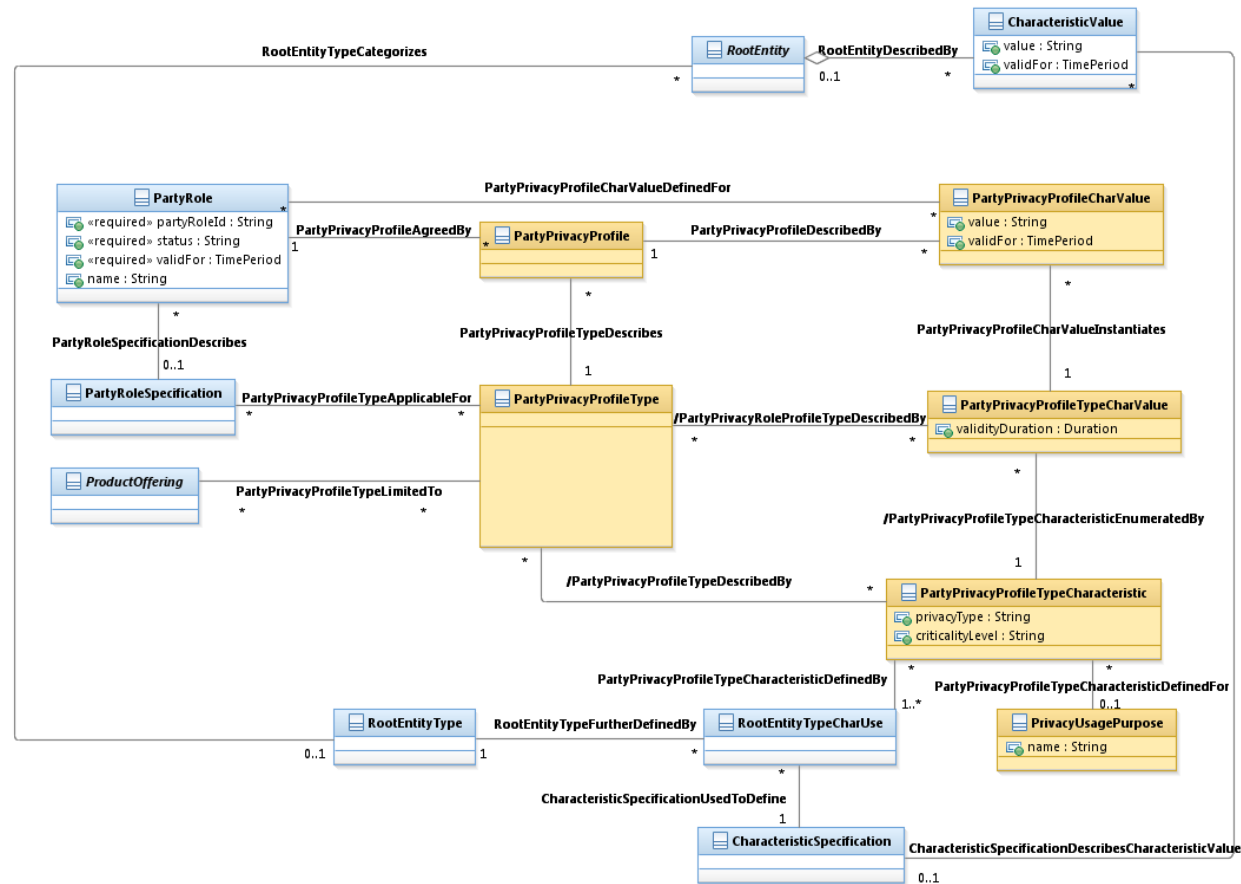 CharacteristicValue
value : String
validFor : TimePeriod
*
RootEntityTypeCategorizes
RootEntity
RootEntityDescribedBy
*
0..1
*
PartyPrivacyProfileCharValueDefinedFor
PartyRole
*
«required» partyRoleId : String
«required» status : String
«required» validFor : TimePeriod
name : String
PartyPrivacyProfileAgreedBy
1
*
PartyPrivacyProfile
PartyPrivacyProfileDescribedBy
1
*
*
PartyPrivacyProfileCharValue
value : String
validFor : TimePeriod
*
*
*
PartyPrivacyProfileTypeDescribes
PartyPrivacyProfileCharValueInstantiates
PartyRoleSpecificationDescribes
0..1
1
1
PartyRoleSpecification
PartyPrivacyProfileTypeApplicableFor
*
*
PartyPrivacyProfileType
/PartyPrivacyRoleProfileTypeDescribedBy
*
*
PartyPrivacyProfileTypeCharValue
validityDuration : Duration
*
ProductOffering
PartyPrivacyProfileTypeLimitedTo
*
*
/PartyPrivacyProfileTypeCharacteristicEnumeratedBy
1
*
/PartyPrivacyProfileTypeDescribedBy
*
PartyPrivacyProfileTypeCharacteristic
privacyType : String
criticalityLevel : String
*
*
PartyPrivacyProfileTypeCharacteristicDefinedBy
PartyPrivacyProfileTypeCharacteristicDefinedFor
1..*
0..1
RootEntityType
RootEntityTypeFurtherDefinedBy
RootEntityTypeCharUse
PrivacyUsagePurpose
name : String
0..1
1
*
*
CharacteristicSpecificationUsedToDefine
1
CharacteristicSpecification
CharacteristicSpecificationDescribesCharacteristicValue
0..1